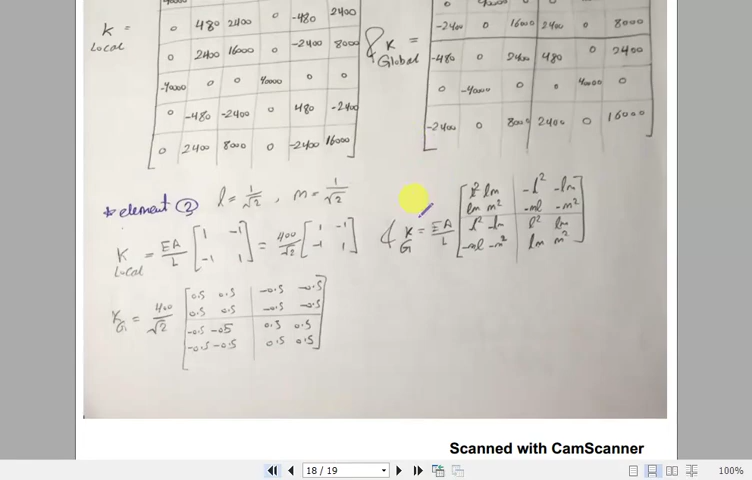 -40000
K Local =
0 480 2400 0 -480 2400
0 2400 16000 0 -2400 8000
-40000 0 0 40000 0 0
0 -480 -2400 0 480 -240
0 2400 8000 0 -2400 16000
& K Global =
-2400 0 1600 2400 0 8000
-480 0 2400 480 0 2400
0 -40000 0 0 40000 0
-2400 0 8000 2400 0 16000
* element ② l = 1/√2 , m = 1/√2
K Local = EA/L [ 1 -1 -1 1 ] = 400/√2 [ 1 -1 -1 1 ]
& K G = EA/L
l² lm -l² -lm
lm m² -ml -m²
-l² -lm l² lm
-ml -m² lm m²
K G = 400/√2
0.5 0.5 -0.5 -0.5
0.5 0.5 -0.5 -0.5
-0.5 -0.5 0.5 0.5
-0.5 -0.5 0.5 0.5
Scanned with CamScanner
18 / 19
100%